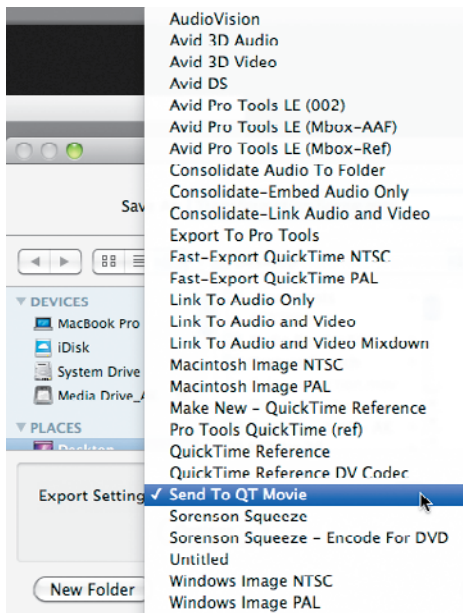 AudioVision
Avid 3D Audio
Avid 3D Video
Avid DS
Avid Pro Tools LE (002)
Avid Pro Tools LE (Mbox-AAF)
Avid Pro Tools LE (Mbox-Ref)
Consolidate Audio To Folder
Consolidate-Embed Audio Only
Consolidate-Link Audio and Video
Export To Pro Tools
Fast-Export QuickTime NTSC
Fast-Export QuickTime PAL
Link To Audio Only
Link To Audio and Video
Link To Audio and Video Mixdown
Macintosh Image NTSC
Macintosh Image PAL
Make New - QuickTime Reference
Pro Tools QuickTime (ref)
QuickTime Reference
QuickTime Reference DV Codec
✓ Send To QT Movie
Sorenson Squeeze
Sorenson Squeeze - Encode For DVD
Untitled
Windows Image NTSC
Windows Image PAL
Sav
DEVICES
MacBook Pro
iDisk
System Drive
Media Drive_A
PLACES
Desktop
Export Setting
New Folder